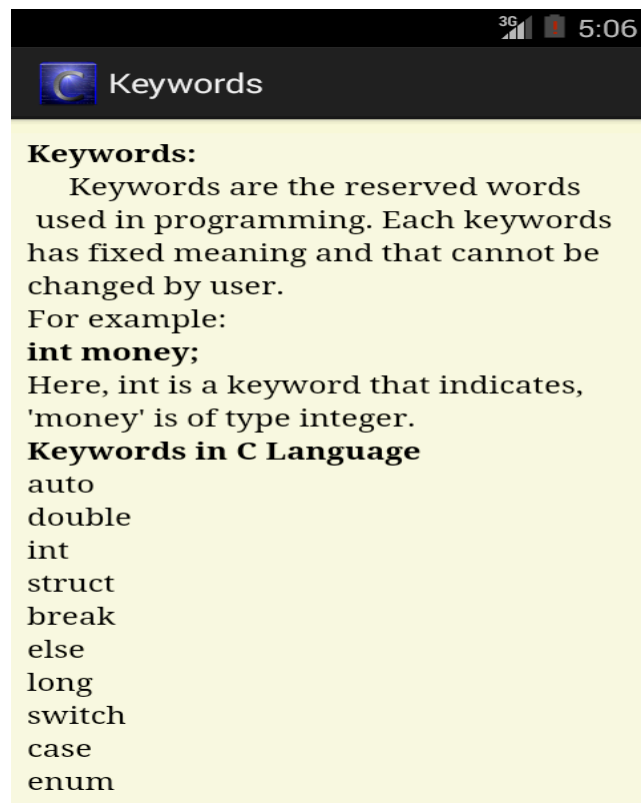 3G 5:06
C Keywords
Keywords:
Keywords are the reserved words
used in programming. Each keywords
has fixed meaning and that cannot be
changed by user.
For example:
int money;
Here, int is a keyword that indicates,
'money' is of type integer.
Keywords in C Language
auto
double
int
struct
break
else
long
switch
case
enum